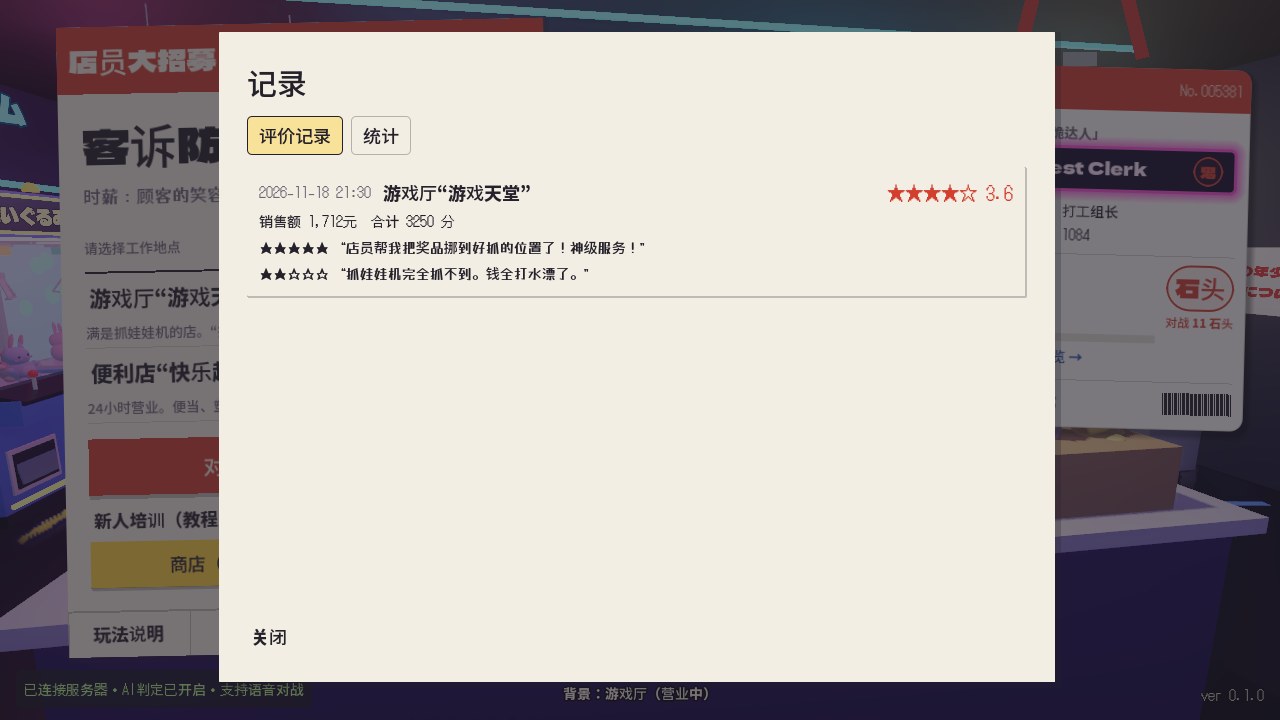 店员大招募
客诉防
时薪：顾客的笑容
请选择工作地点
游戏厅“游戏天
满是抓娃娃机的店。“
便利店“快乐
24小时营业。便当、
对
新人培训（教程
商店（
玩法说明
记录
评价记录
统计
2026-11-18 21:30 游戏厅“游戏天堂” ★★★★☆ 3.6
销售额 1,712元 合计 3250 分
★★★★★ “店员帮我把奖品挪到好抓的位置了！神级服务！”
★★☆☆☆ “抓娃娃机完全抓不到。钱全打水漂了。”
关闭
No. 005381
达人」
est Clerk
打工组长
1084
石头
对战 11 石头
览 →
いぐるみ
ム
已连接服务器·AI判定已开启·支持语音对战
背景：游戏厅（营业中）
ver 0.1.0